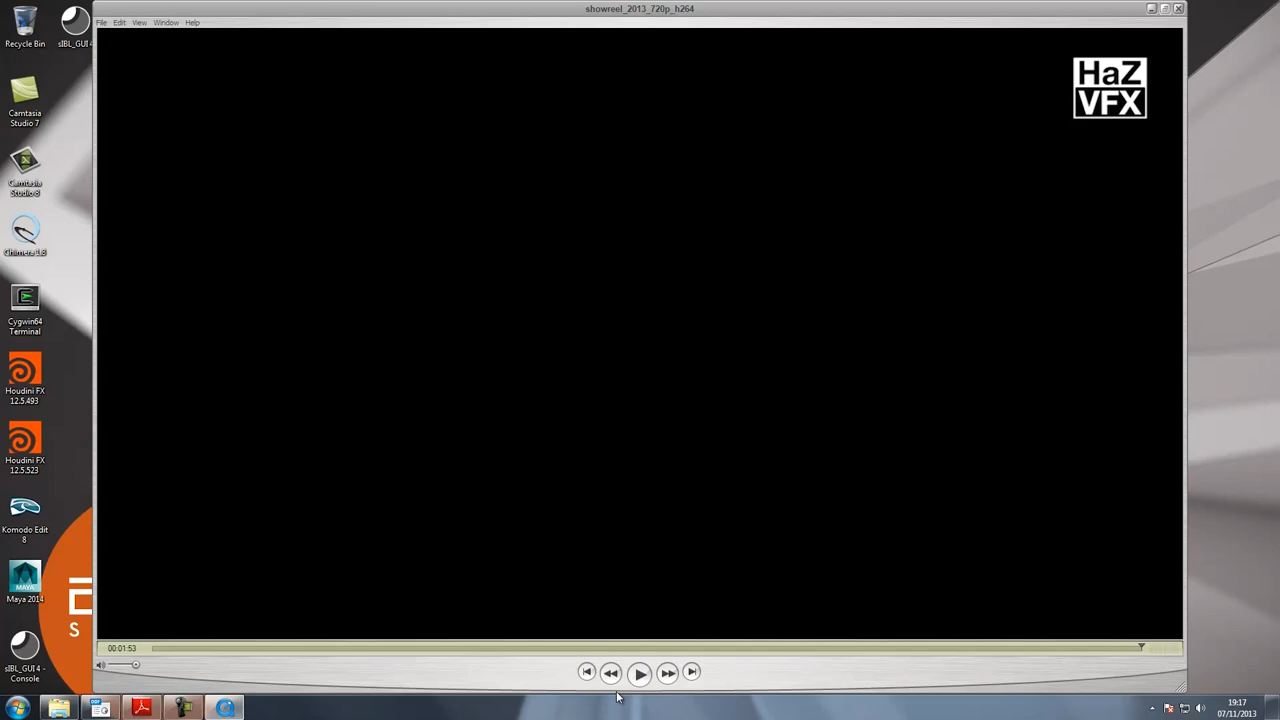 showreel_2013_720p_h264
File Edit View Window Help
HaZ
VFX
Recycle Bin
sIBL_GUI 4
Camtasia
Studio 7
Camtasia
Studio 8
Chimera 1.8
Cygwin64
Terminal
Houdini FX
12.5.493
Houdini FX
12.5.523
Komodo Edit
8
MAYA
Maya 2014
S
sIBL_GUI 4 -
Console
00:01:53
19:17
07/11/2013